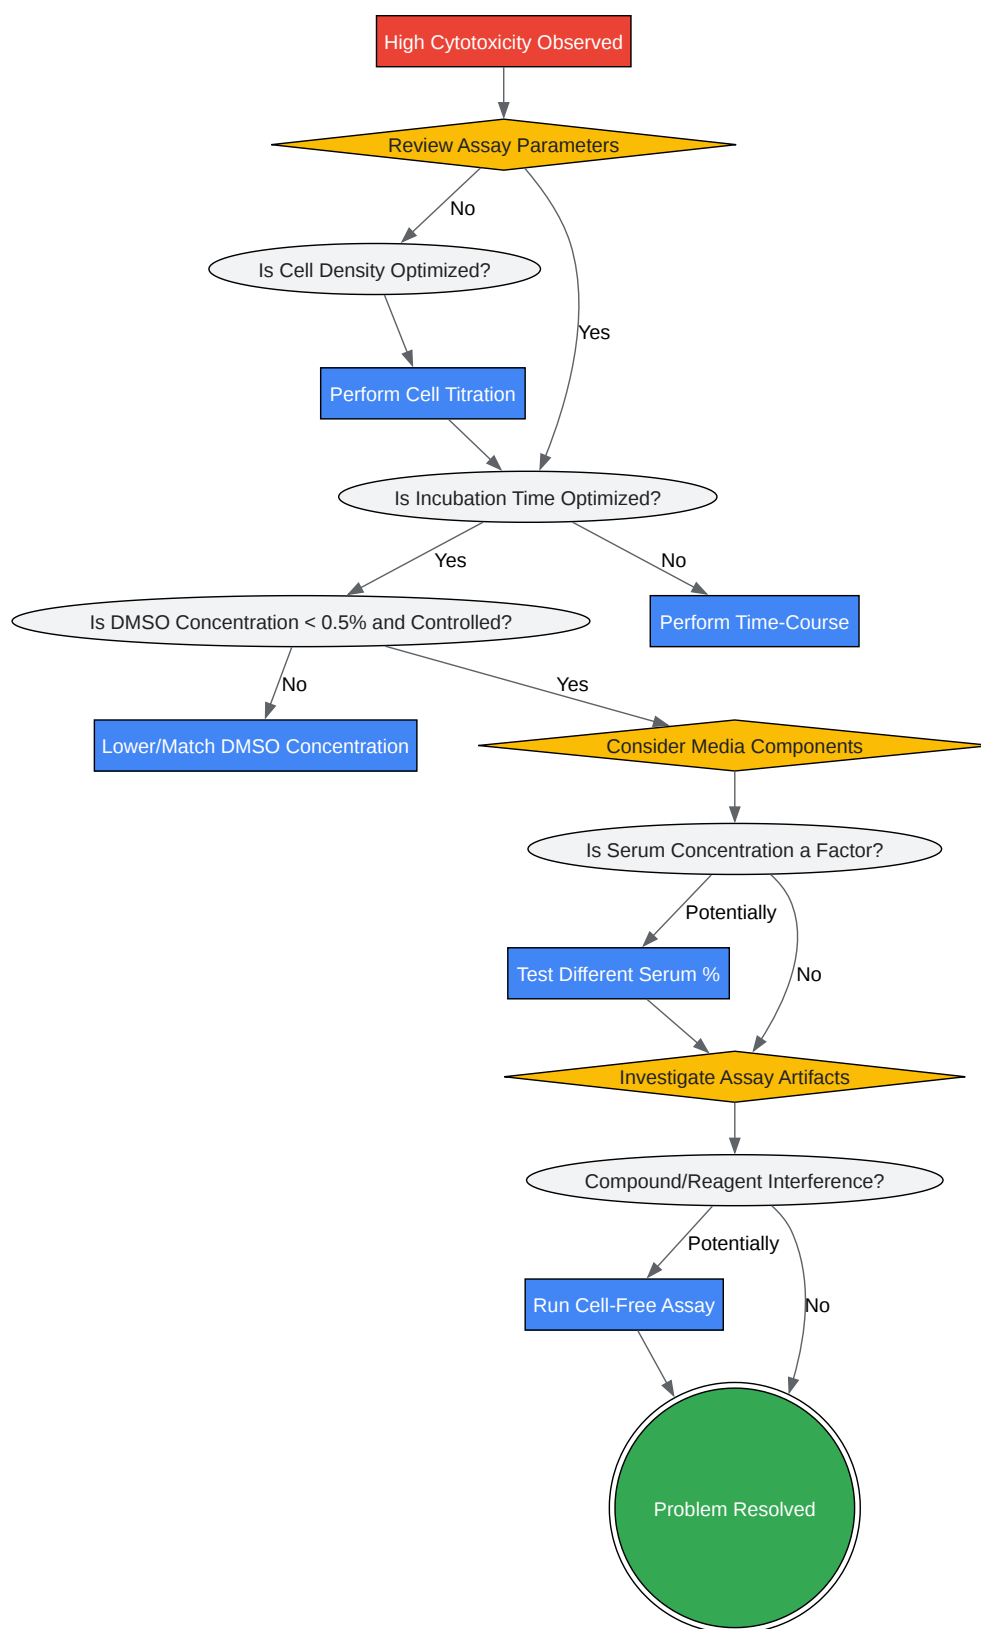 High Cytotoxicity Observed
Review Assay Parameters
No
Is Cell Density Optimized?
Yes
Perform Cell Titration
Is Incubation Time Optimized?
Yes
No
Is DMSO Concentration < 0.5% and Controlled?
Perform Time-Course
No
Yes
Lower/Match DMSO Concentration
Consider Media Components
Is Serum Concentration a Factor?
Potentially
Test Different Serum %
No
Investigate Assay Artifacts
Compound/Reagent Interference?
Potentially
Run Cell-Free Assay
No
Problem Resolved